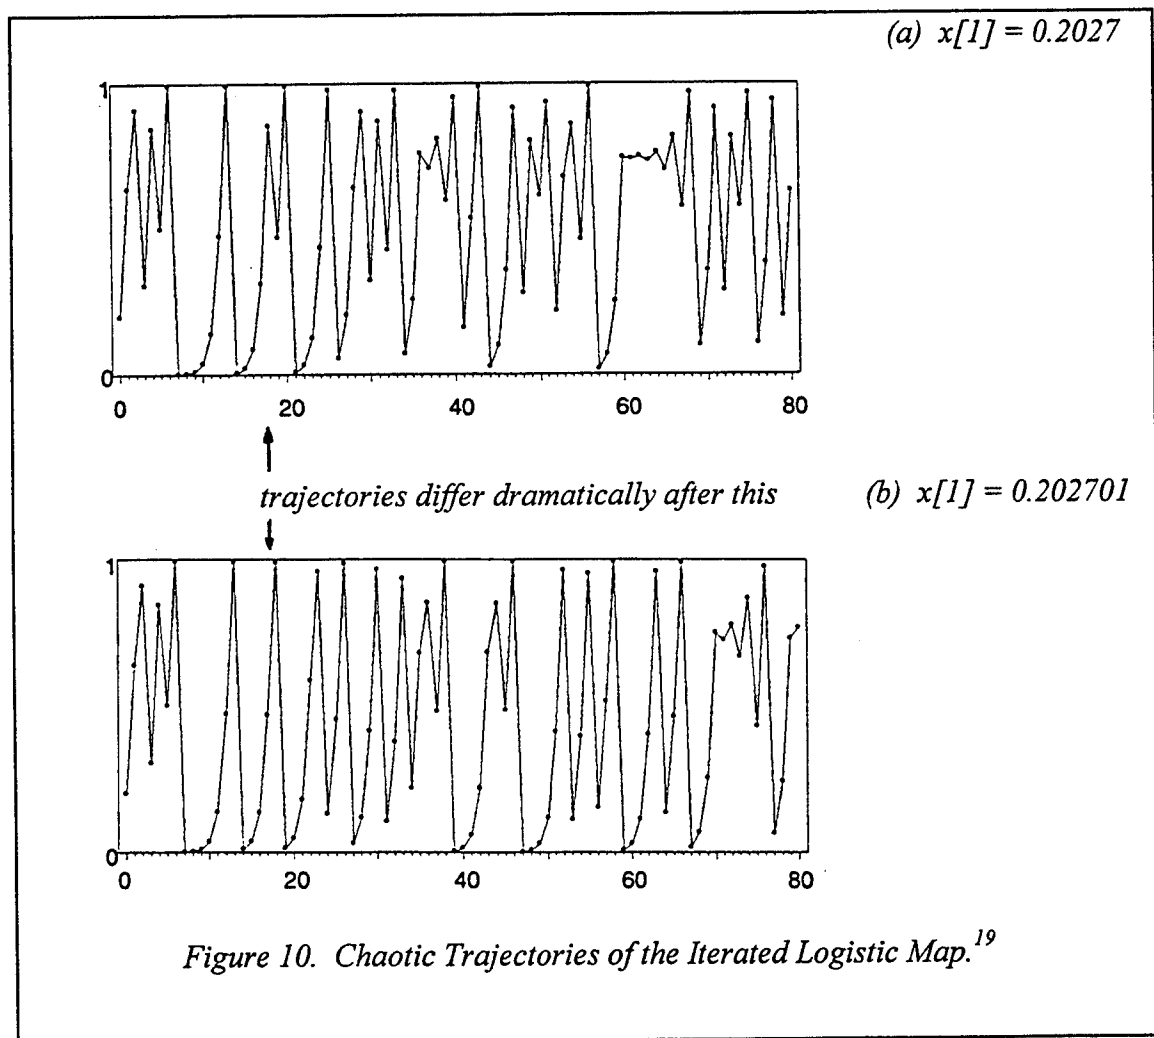 (a) x[1] = 0.2027
1
0
0 20 40 60 80
trajectories differ dramatically after this
(b) x[1] = 0.202701
1
0
0 20 40 60 80
Figure 10. Chaotic Trajectories of the Iterated Logistic Map.19